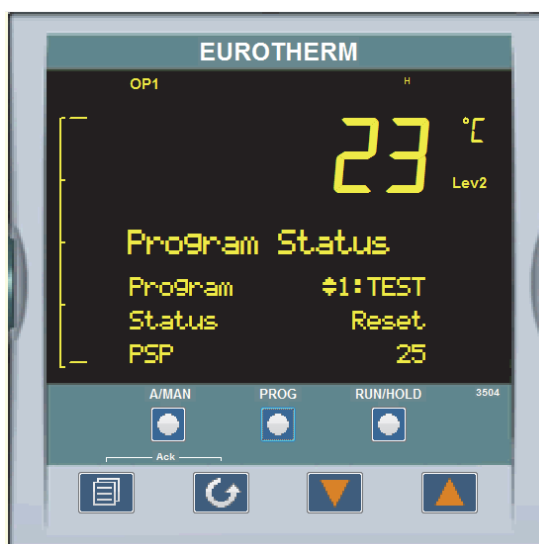 EUROTHERM
OP1 H
23 °C
Lev2
Program Status
Program 1:TEST
Status Reset
PSP 25
A/MAN PROG RUN/HOLD 3504
Ack